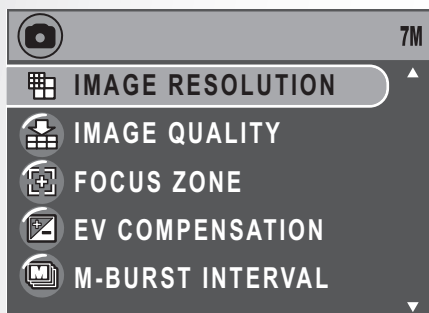 7M
IMAGE RESOLUTION
IMAGE QUALITY
FOCUS ZONE
EV COMPENSATION
M-BURST INTERVAL